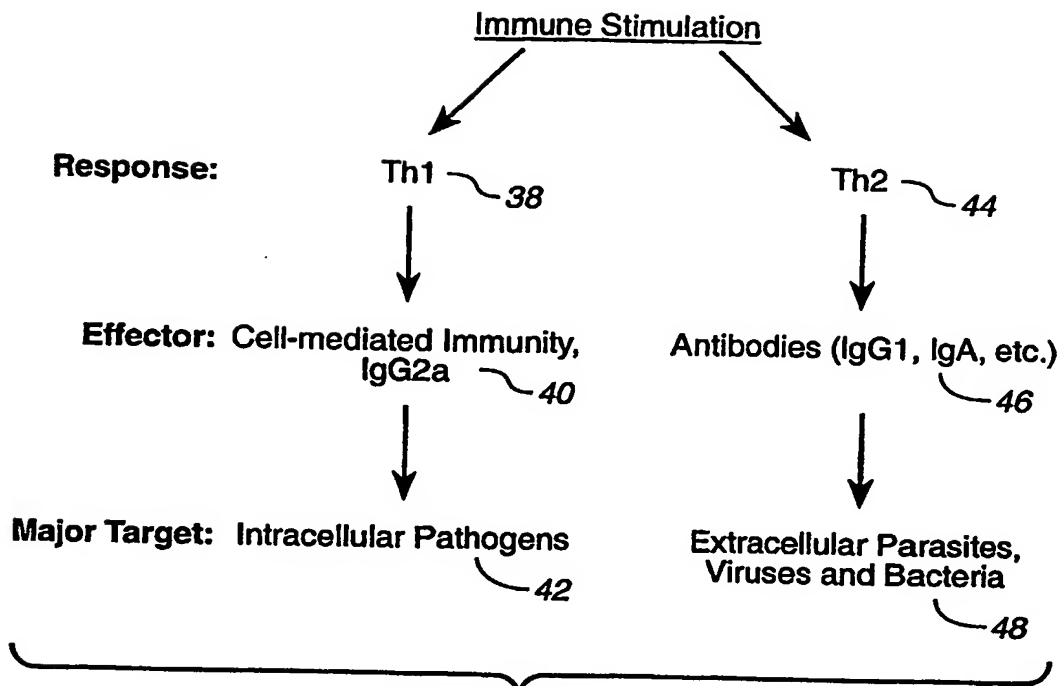 Immune Stimulation
Response: Th1 38 Th2 44
Effector: Cell-mediated Immunity, Antibodies (IgG1, IgA, etc.)
IgG2a 40 46
Major Target: Intracellular Pathogens Extracellular Parasites,
42 Viruses and Bacteria
48